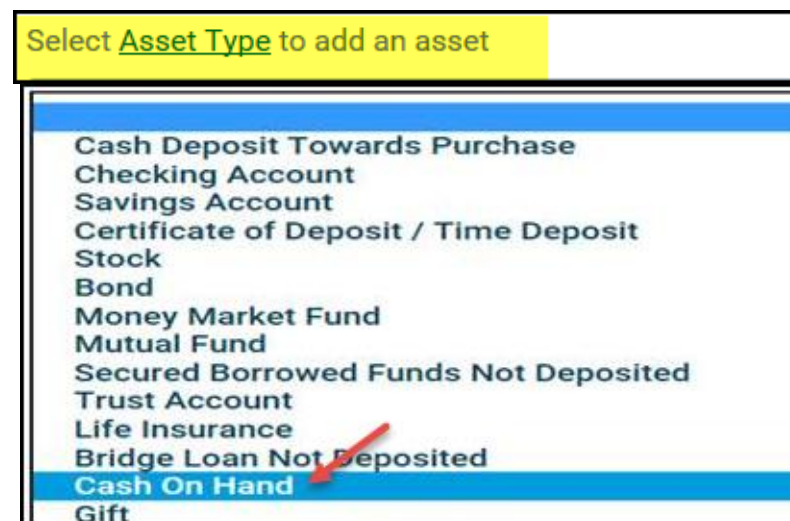 Select Asset Type to add an asset
Cash Deposit Towards Purchase
Checking Account
Savings Account
Certificate of Deposit / Time Deposit
Stock
Bond
Money Market Fund
Mutual Fund
Secured Borrowed Funds Not Deposited
Trust Account
Life Insurance
Bridge Loan Not Deposited
Cash On Hand
Gift